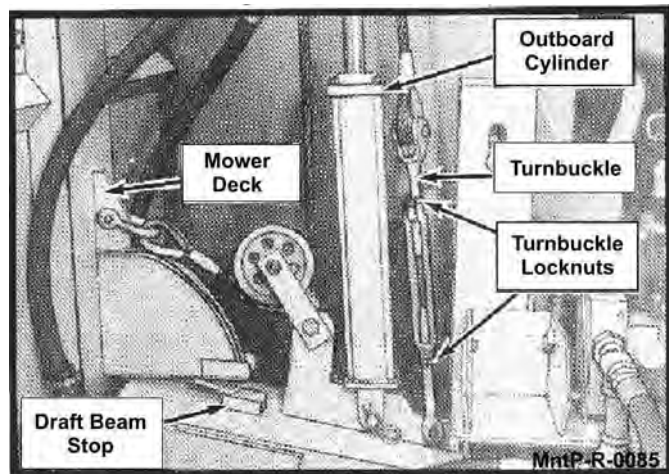 Outboard
Cylinder
Mower
Deck
Turnbuckle
Turnbuckle
Locknuts
Draft Beam
Stop
MntP-R-0085